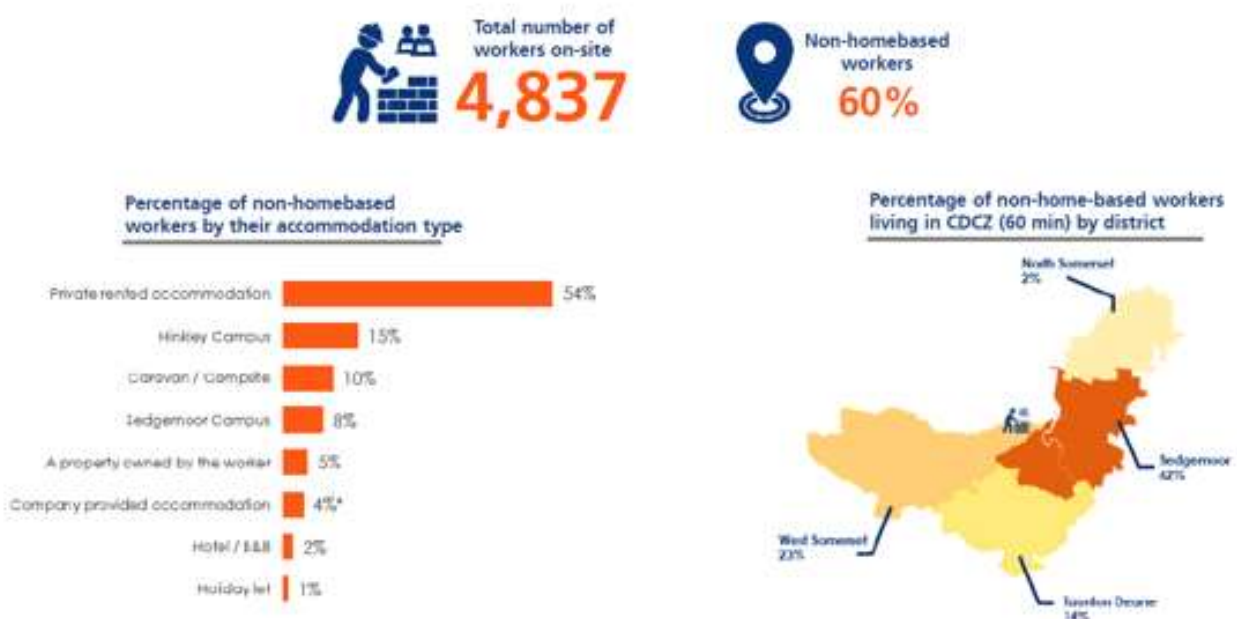 Total number of
workers on-site
4,837
Non-homebased
workers
60%
Percentage of non-homebased
workers by their accommodation type
Private rented accommodation 54%
Hinkley Campus 15%
Caravan / Campsite 10%
Sedgemoor Campus 8%
A property owned by the worker 5%
Company provided accommodation 4%*
Hotel / B&B 2%
Holiday let 1%
Percentage of non-home-based workers
living in CDCZ (60 min) by district
North Somerset
2%
Sedgemoor
62%
West Somerset
23%
Taunton Deane
14%